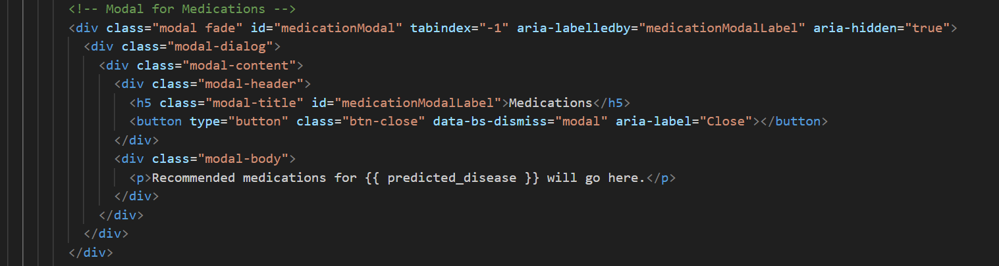 <!-- Modal for Medications -->
<div class="modal fade" id="medicationModal" tabindex="-1" aria-labelledby="medicationModalLabel" aria-hidden="true">
<div class="modal-dialog">
<div class="modal-content">
<div class="modal-header">
<h5 class="modal-title" id="medicationModalLabel">Medications</h5>
<button type="button" class="btn-close" data-bs-dismiss="modal" aria-label="Close"></button>
</div>
<div class="modal-body">
<p>Recommended medications for {{ predicted_disease }} will go here.</p>
</div>
</div>
</div>
</div>